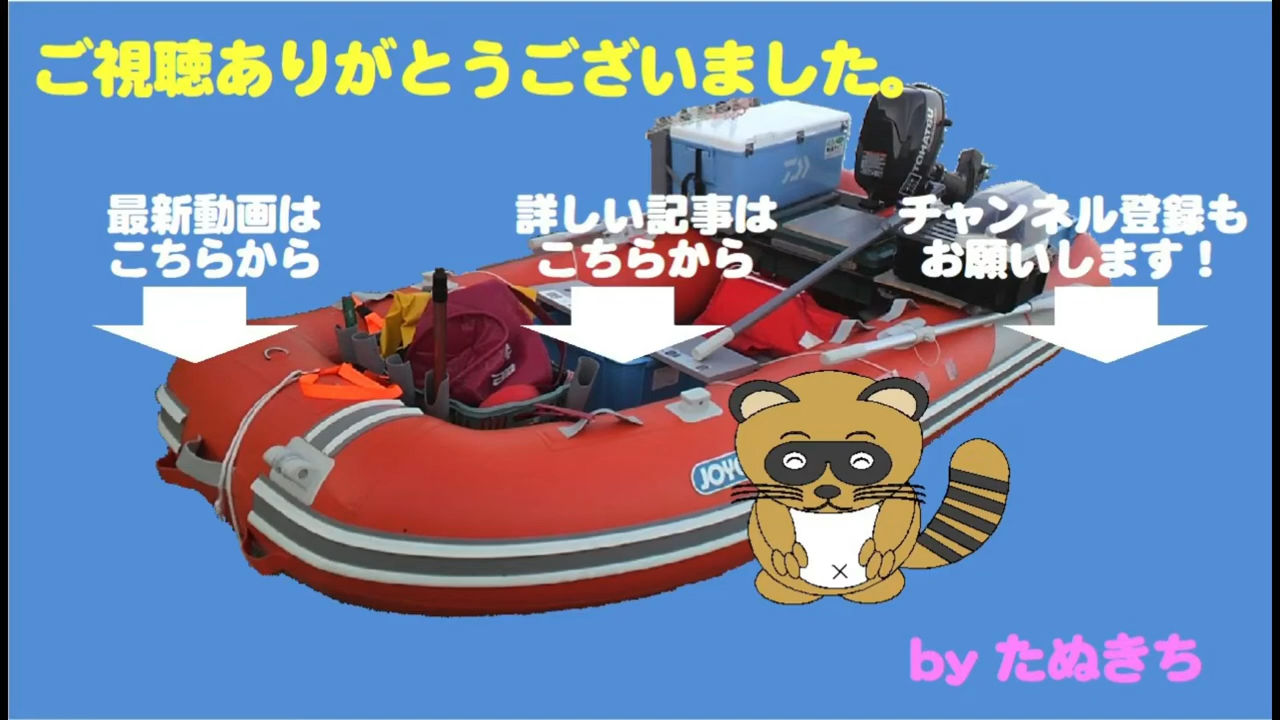 ご視聴ありがとうございました。
最新動画は
こちらから
詳しい記事は
こちらから
チャンネル登録も
お願いします！
TOHATSU
JOYC
by たぬきち